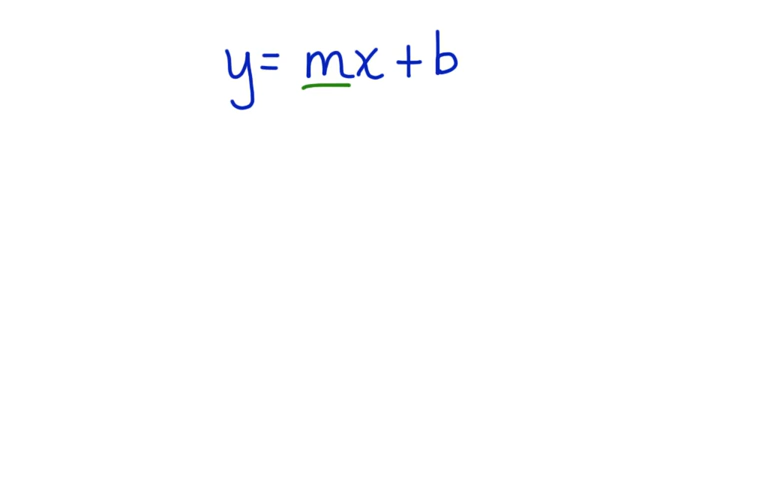 y = mx + b